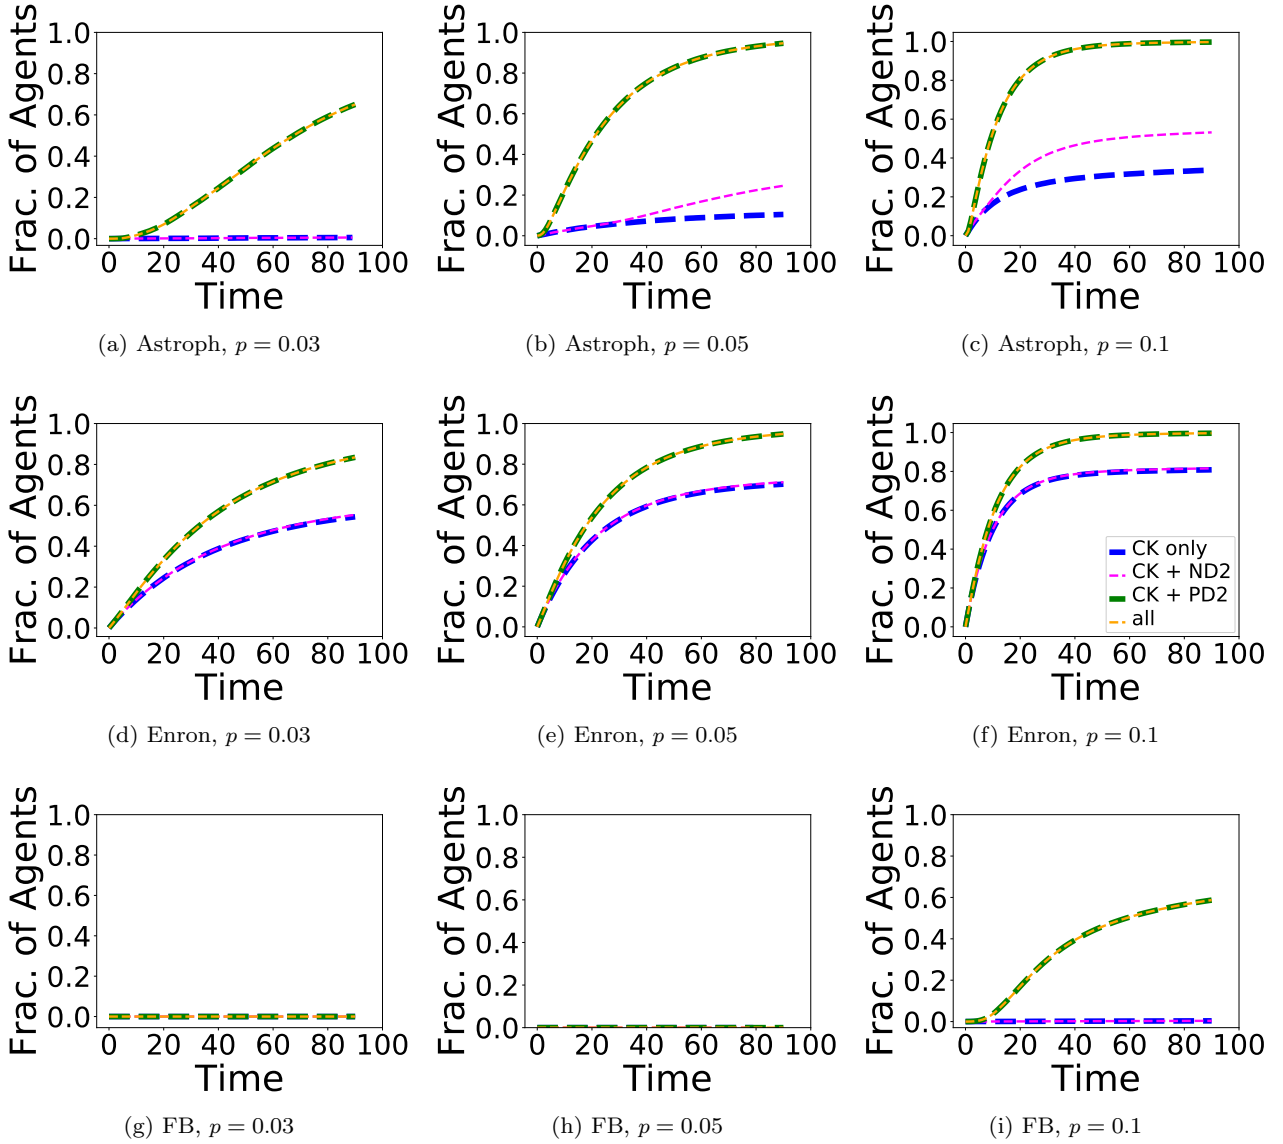 Frac. of Agents
1.0
0.8
0.6
0.4
0.2
0.0
0 20 40 60 80 100
Time
(a) Astroph, p = 0.03
Frac. of Agents
1.0
0.8
0.6
0.4
0.2
0.0
0 20 40 60 80 100
Time
(b) Astroph, p = 0.05
Frac. of Agents
1.0
0.8
0.6
0.4
0.2
0.0
0 20 40 60 80 100
Time
(c) Astroph, p = 0.1
Frac. of Agents
1.0
0.8
0.6
0.4
0.2
0.0
0 20 40 60 80 100
Time
(d) Enron, p = 0.03
Frac. of Agents
1.0
0.8
0.6
0.4
0.2
0.0
0 20 40 60 80 100
Time
(e) Enron, p = 0.05
Frac. of Agents
1.0
0.8
0.6
0.4
0.2
0.0
CK only
CK + ND2
CK + PD2
all
0 20 40 60 80 100
Time
(f) Enron, p = 0.1
Frac. of Agents
1.0
0.8
0.6
0.4
0.2
0.0
0 20 40 60 80 100
Time
(g) FB, p = 0.03
Frac. of Agents
1.0
0.8
0.6
0.4
0.2
0.0
0 20 40 60 80 100
Time
(h) FB, p = 0.05
Frac. of Agents
1.0
0.8
0.6
0.4
0.2
0.0
0 20 40 60 80 100
Time
(i) FB, p = 0.1